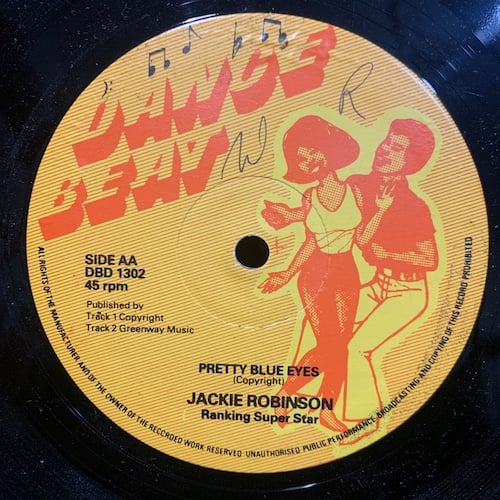 DANCE
BEAT
W
R
SIDE AA
DBD 1302
45 rpm
Published by
Track 1 Copyright
Track 2 Greenway Music
PRETTY BLUE EYES
(Copyright)
JACKIE ROBINSON
Ranking Super Star
ALL RIGHTS OF THE MANUFACTURER AND OF THE OWNER OF THE RECORDED WORK RESERVED. UNAUTHORISED PUBLIC PERFORMANCE, BROADCASTING AND COPYING OF THIS RECORD PROHIBITED